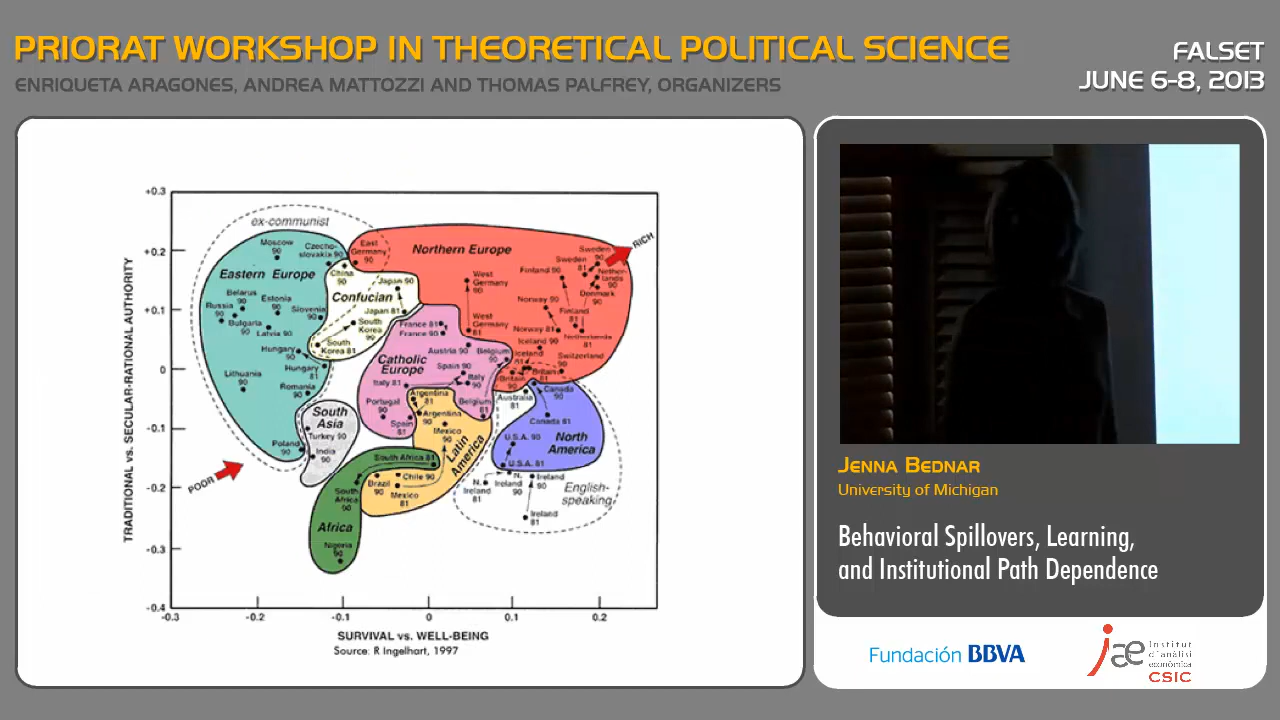 PRIORAT WORKSHOP IN THEORETICAL POLITICAL SCIENCE
ENRIQUETA ARAGONES, ANDREA MATTOZZI AND THOMAS PALFREY, ORGANIZERS
FALSET
JUNE 6-8, 2013
+0.3
+0.2
+0.1
0
-0.1
-0.2
-0.3
-0.4
TRADITIONAL vs. SECULAR-RATIONAL AUTHORITY
ex-communist
Moscow
90
Czecho-
slovakia 90
East
Germany
90
Northern Europe
RICH
Sweden
90
Sweden
81
Nether-
lands
90
Denmark
90
Finland 90
Eastern Europe
China
90
Japan 90
West
Germany
90
Confucian
Belarus
90
Estonia
90
Russia
90
Slovenia
90
Japan 81
Norway 90
Finland
81
Bulgaria
90
Latvia 90
South
Korea
90
France 81
France 90
West
Germany
81
Norway 81
Netherlands
81
Iceland 90
South
Korea 81
Hungary
90
Hungary
81
Austria 90
Belgium
90
Iceland
81
Switzerland
90
Catholic
Europe
Spain 90
Italy
90
Britain
90
Britain
81
Lithuania
90
Romania
90
Italy 81
Argentina
81
Belgium
81
Australia
81
Canada
90
Portugal
90
Spain
81
Argentina
90
Canada 81
South
Asia
Mexico
90
Turkey 90
Poland
90
India
90
Latin
America
North
America
U.S.A. 90
U.S.A. 81
South Africa 81
POOR
South
Africa
90
Brazil
90
Chile 90
Mexico
81
N.
Ireland
81
N.
Ireland
90
Ireland
90
English-
speaking
Ireland
81
Africa
Nigeria
90
-0.3
-0.2
-0.1
0
0.1
0.2
SURVIVAL vs. WELL-BEING
Source: R Ingelhart, 1997
JENNA BEDNAR
University of Michigan
Behavioral Spillovers, Learning,
and Institutional Path Dependence
Fundación BBVA
iae
Institut
d'anàlisi
econòmica
CSIC